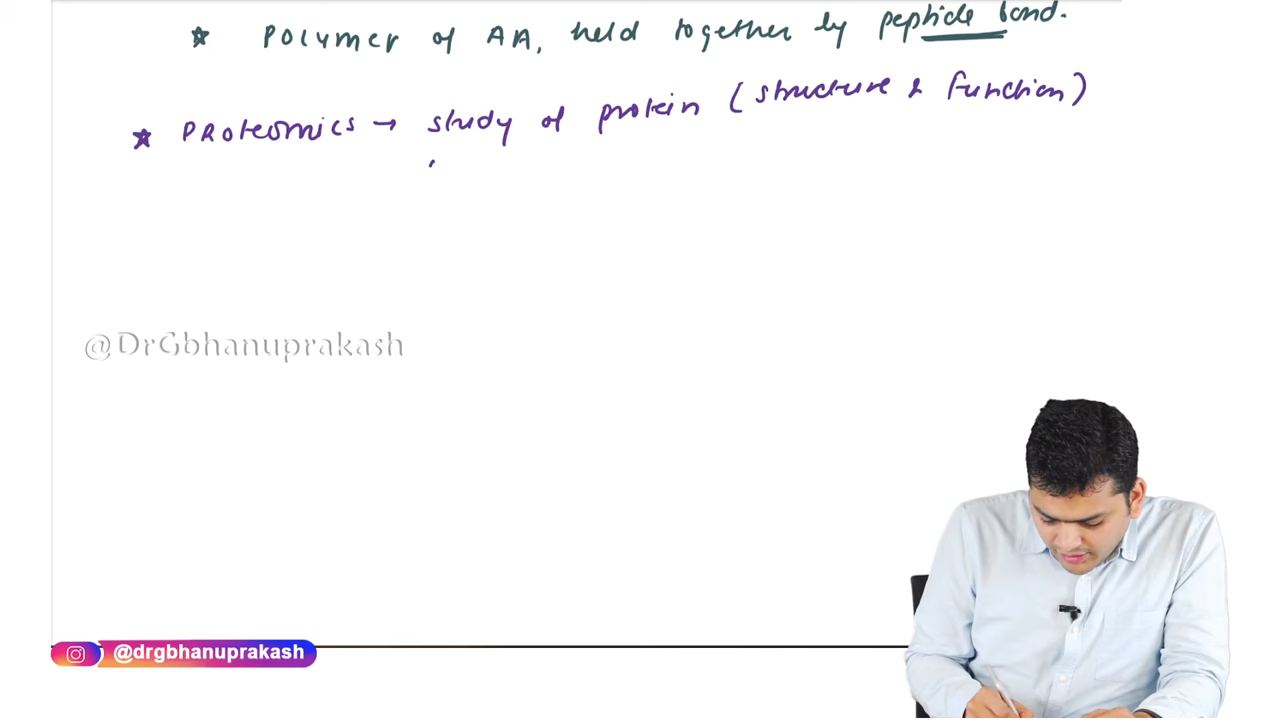 ★ Polymer of AA, held together by peptide bond.
★ PRoteomics → study of protein (structure & function)
@DrGbhanuprakash
@drgbhanuprakash